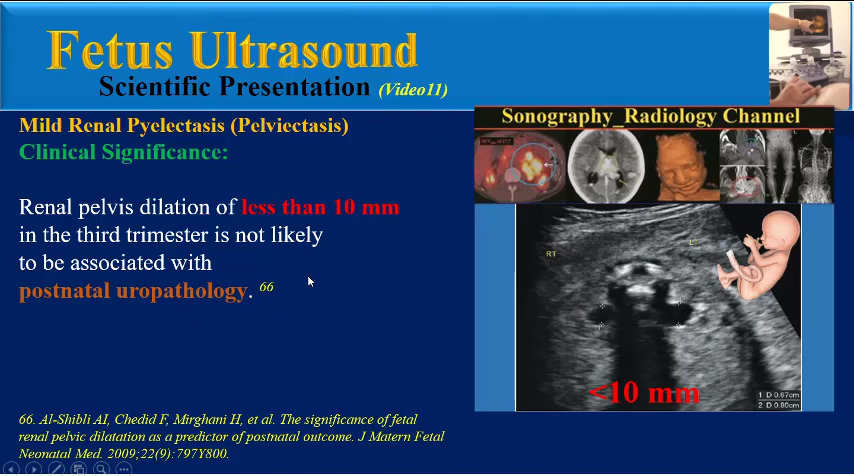 Fetus Ultrasound
Scientific Presentation (Video11)
Mild Renal Pyelectasis (Pelviectasis)
Clinical Significance:
Renal pelvis dilation of less than 10 mm
in the third trimester is not likely
to be associated with
postnatal uropathology. 66
66. Al-Shibli AI, Chedid F, Mirghani H, et al. The significance of fetal
renal pelvic dilatation as a predictor of postnatal outcome. J Matern Fetal
Neonatal Med. 2009;22(9):797Y800.
Sonography_Radiology Channel
RT
<10 mm
1 D 0.67cm
2 D 0.80cm